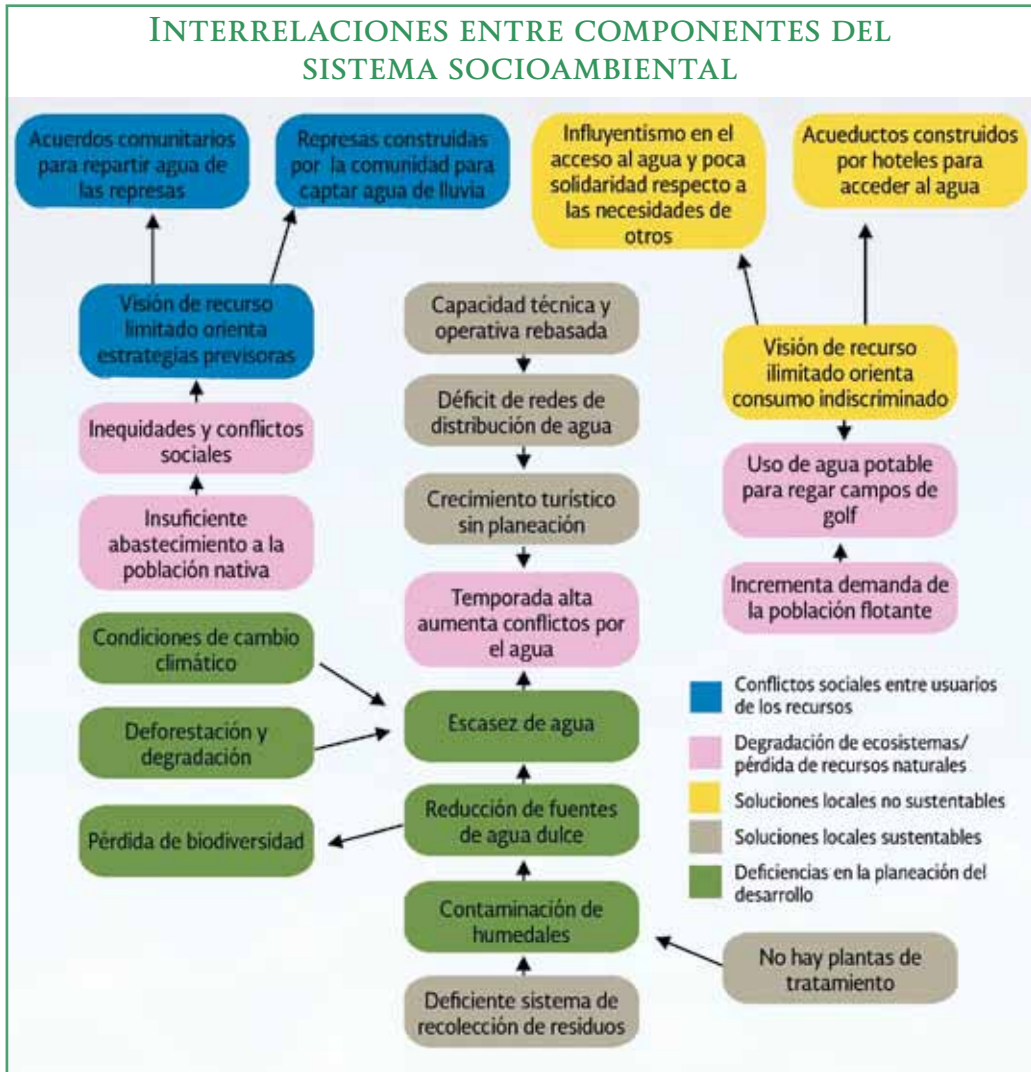 INTERRELACIONES ENTRE COMPONENTES DEL
SISTEMA SOCIOAMBIENTAL
Acuerdos comunitarios
para repartir agua de
las represas
Represas construidas
por la comunidad para
captar agua de lluvia
Influyentismo en el
acceso al agua y poca
solidaridad respecto a
las necesidades de
otros
Acueductos construidos
por hoteles para
acceder al agua
Visión de recurso
limitado orienta
estrategias previsoras
Capacidad técnica y
operativa rebasada
Visión de recurso
ilimitado orienta
consumo indiscriminado
Inequidades y conflictos
sociales
Déficit de redes de
distribución de agua
Uso de agua potable
para regar campos de
golf
Insuficiente
abastecimiento a la
población nativa
Crecimiento turístico
sin planeación
Incrementa demanda de
la población flotante
Condiciones de cambio
climático
Temporada alta
aumenta conflictos por
el agua
Deforestación y
degradación
Escasez de agua
Pérdida de biodiversidad
Reducción de fuentes
de agua dulce
Contaminación de
humedales
No hay plantas de
tratamiento
Deficiente sistema de
recolección de residuos
Conflictos sociales entre usuarios
de los recursos
Degradación de ecosistemas/
pérdida de recursos naturales
Soluciones locales no sustentables
Soluciones locales sustentables
Deficiencias en la planeación del
desarrollo